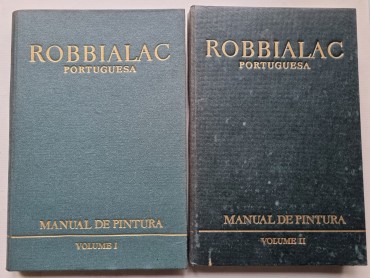 ROBBIALAC
PORTUGUESA
MANUAL DE PINTURA
VOLUME I
ROBBIALAC
PORTUGUESA
MANUAL DE PINTURA
VOLUME II